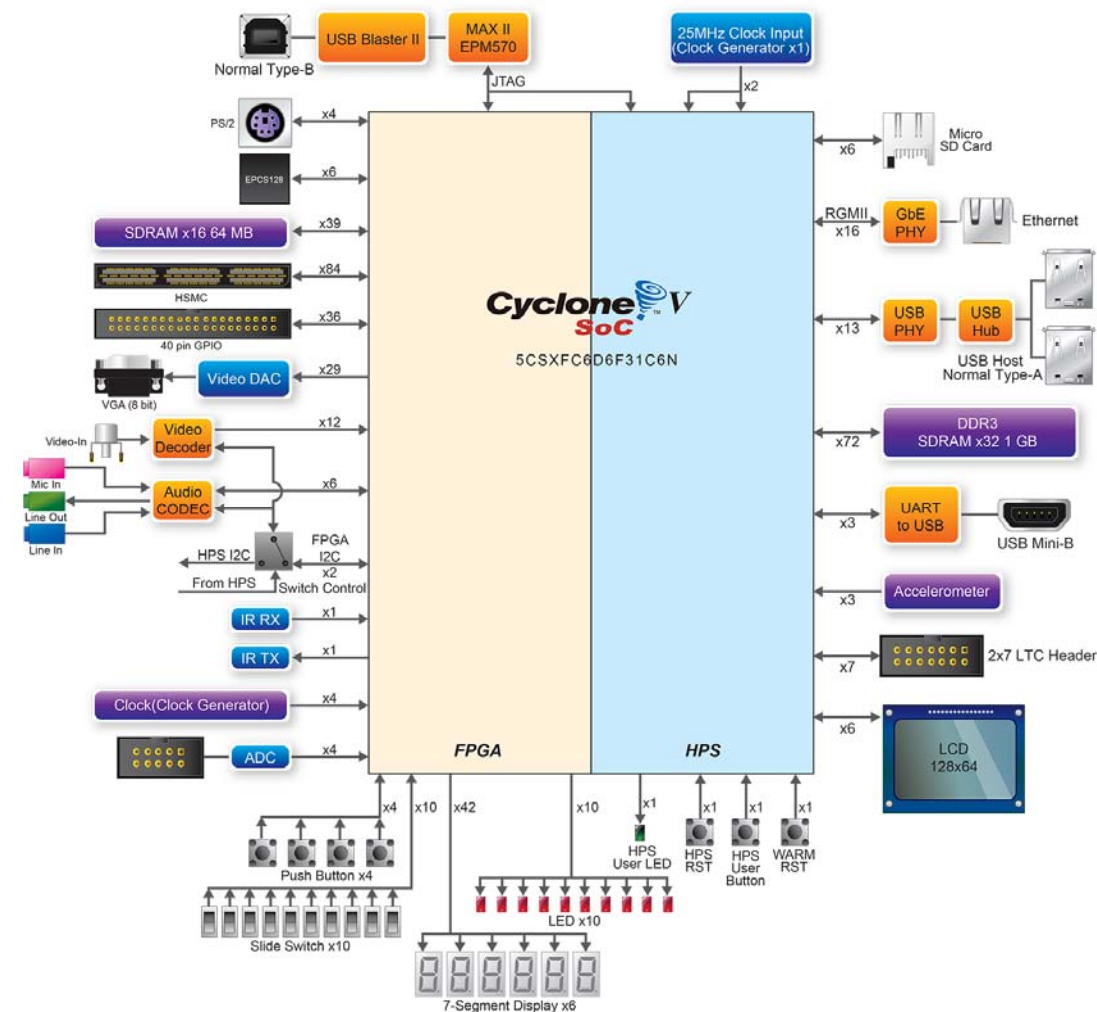 Normal Type-B
USB Blaster II
MAX II
EPM570
JTAG
25MHz Clock Input
(Clock Generator x1)
x2
PS/2
x4
EPCS128
x6
SDRAM x16 64 MB
x39
HSMC
x84
40 pin GPIO
x36
VGA (8 bit)
Video DAC
x29
Video-In
Video
Decoder
x12
Mic In
Line Out
Line In
Audio
CODEC
x6
HPS I2C
From HPS
FPGA
I2C
x2
Switch Control
IR RX
x1
IR TX
x1
Clock(Clock Generator)
x4
ADC
x4
Cyclone V
™
SoC
5CSXFC6D6F31C6N
FPGA
HPS
x6
Micro
SD Card
RGMII
x16
GbE
PHY
Ethernet
x13
USB
PHY
USB
Hub
USB Host
Normal Type-A
x72
DDR3
SDRAM x32 1 GB
x3
UART
to USB
USB Mini-B
x3
Accelerometer
x7
2x7 LTC Header
x6
LCD
128x64
x4
x10
x42
x10
x1
x1
x1
x1
Push Button x4
Slide Switch x10
7-Segment Display x6
LED x10
HPS
User LED
HPS
RST
HPS
User
Button
WARM
RST